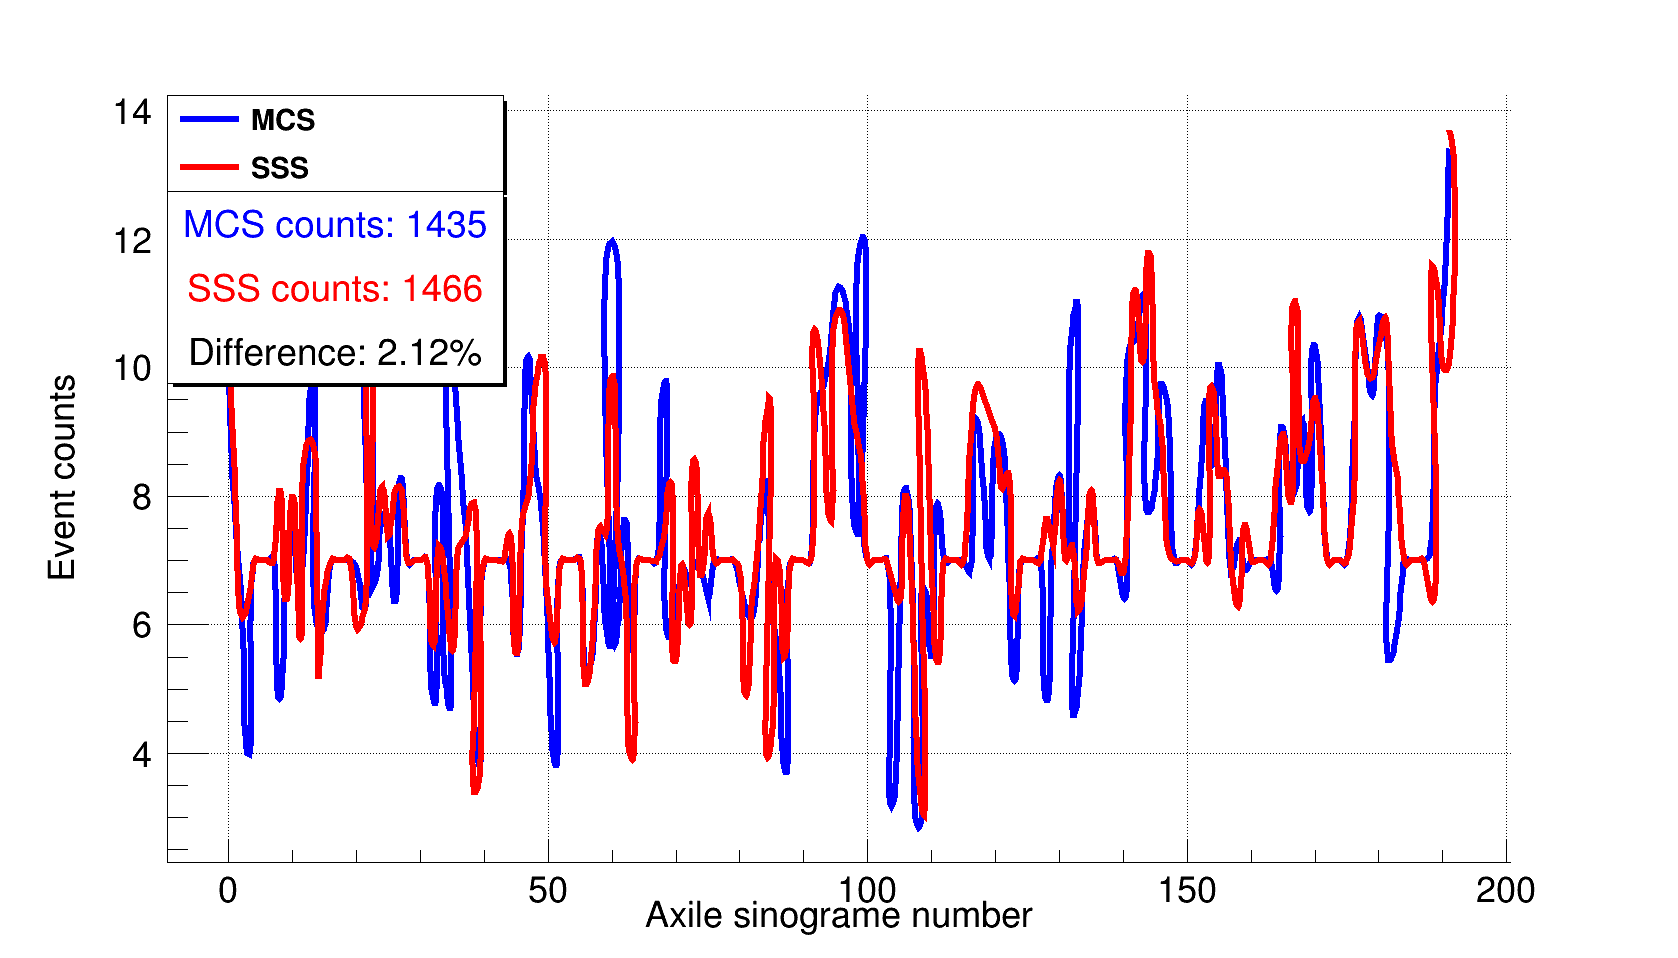 MCS
SSS
MCS counts: 1435
SSS counts: 1466
Difference: 2.12%
Event counts
14
12
10
8
6
4
0 50 100 150 200
Axile sinograme number